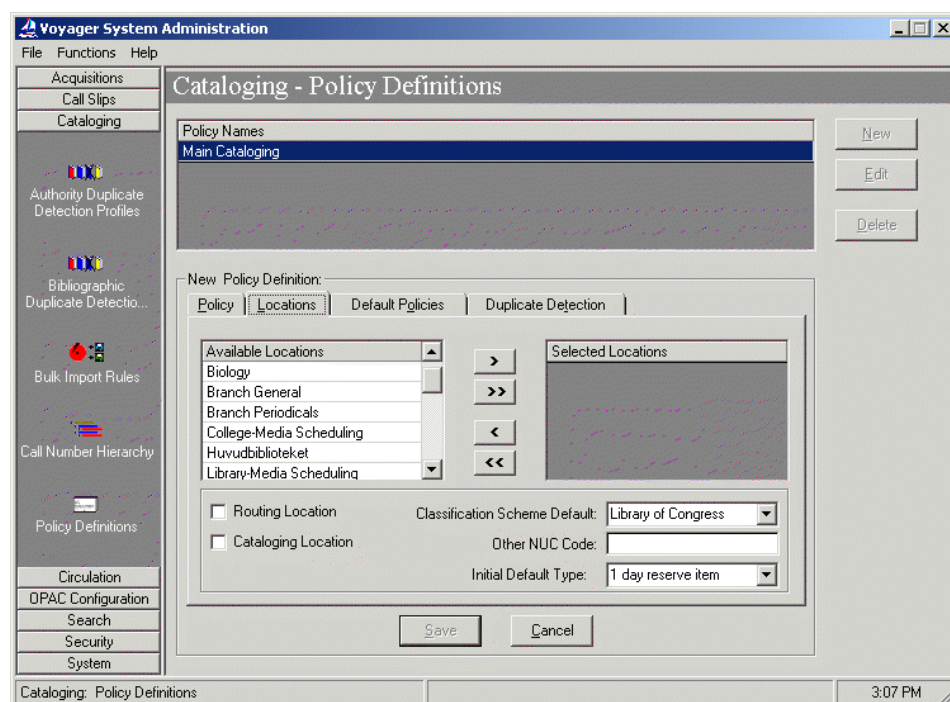 Voyager System Administration
File Functions Help
Acquisitions
Call Slips
Cataloging
Authority Duplicate
Detection Profiles
Bibliographic
Duplicate Detectio...
Bulk Import Rules
Call Number Hierarchy
Policy Definitions
Circulation
OPAC Configuration
Search
Security
System
Cataloging - Policy Definitions
Policy Names
Main Cataloging
New
Edit
Delete
New Policy Definition:
Policy Locations Default Policies Duplicate Detection
Available Locations
Biology
Branch General
Branch Periodicals
College-Media Scheduling
Huvudbiblioteket
Library-Media Scheduling
>
>>
<
<<
Selected Locations
Routing Location
Cataloging Location
Classification Scheme Default: Library of Congress
Other NUC Code:
Initial Default Type: 1 day reserve item
Save Cancel
Cataloging: Policy Definitions 3:07 PM